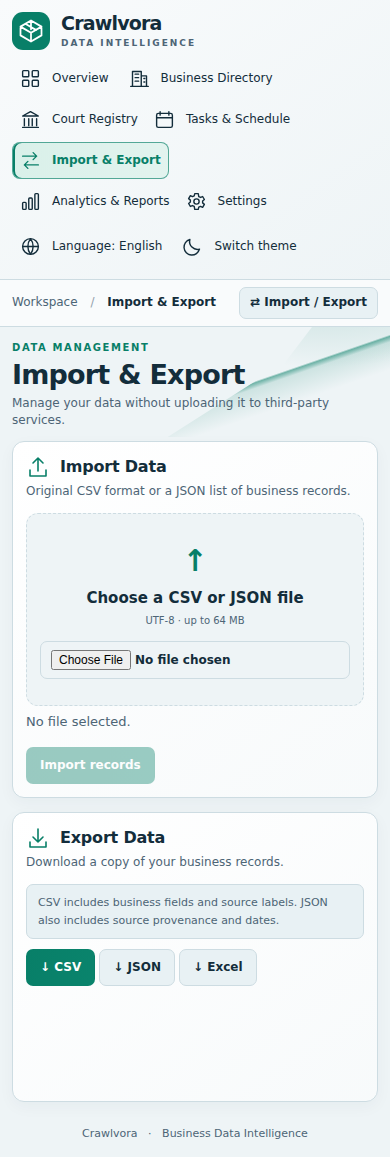 Crawlvora
DATA INTELLIGENCE
Overview
Business Directory
Court Registry
Tasks & Schedule
Import & Export
Analytics & Reports
Settings
Language: English
Switch theme
Workspace / Import & Export
⇄ Import / Export
DATA MANAGEMENT
Import & Export
Manage your data without uploading it to third-party
services.
Import Data
Original CSV format or a JSON list of business records.
↑
Choose a CSV or JSON file
UTF-8 · up to 64 MB
Choose File No file chosen
No file selected.
Import records
Export Data
Download a copy of your business records.
CSV includes business fields and source labels. JSON
also includes source provenance and dates.
↓ CSV
↓ JSON
↓ Excel
Crawlvora · Business Data Intelligence